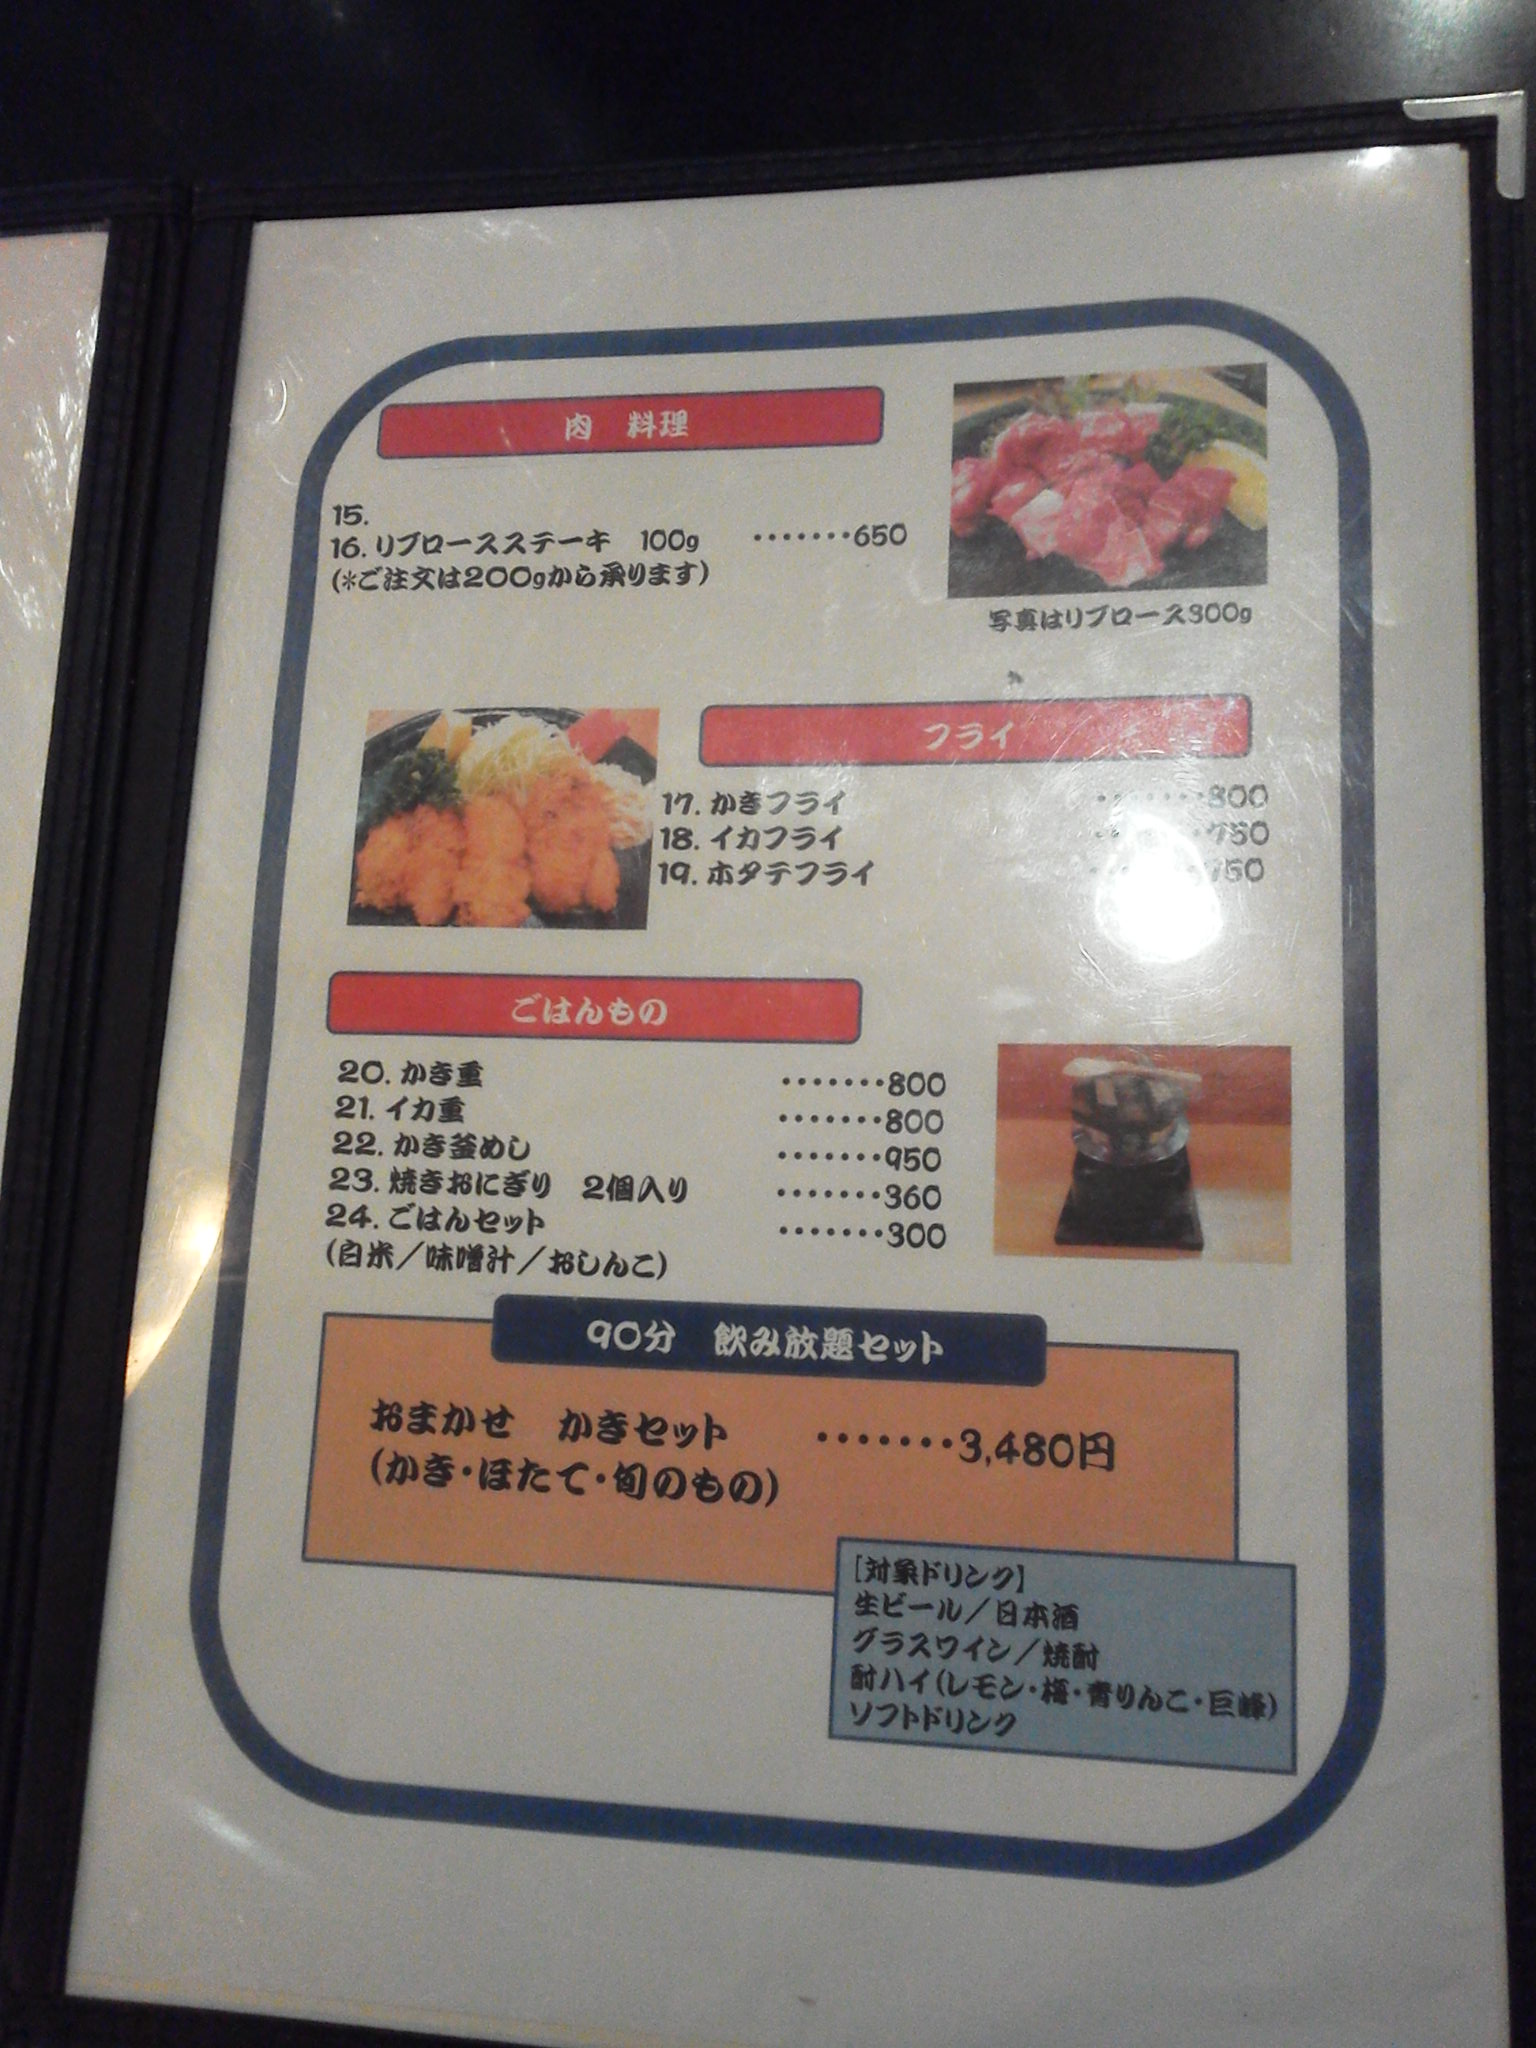 肉 料理
15.
16. リブロースステーキ 100g ・・・・・・・650
(*ご注文は200gから承ります)
写真はリブロース300g
フライ
17. かきフライ ・・・・・・・800
18. イカフライ ・・・・・・・750
19. ホタテフライ ・・・・・・・750
ごはんもの
20. かき重 ・・・・・・・800
21. イカ重 ・・・・・・・800
22. かき釜めし ・・・・・・・950
23. 焼きおにぎり 2個入り ・・・・・・・360
24. ごはんセット ・・・・・・・300
(白米／味噌汁／おしんこ)
90分 飲み放題セット
おまかせ かきセット ・・・・・・・3,480円
(かき・ほたて・旬のもの)
[対象ドリンク]
生ビール／日本酒
グラスワイン／焼酎
酎ハイ(レモン・梅・青りんご・巨峰)
ソフトドリンク